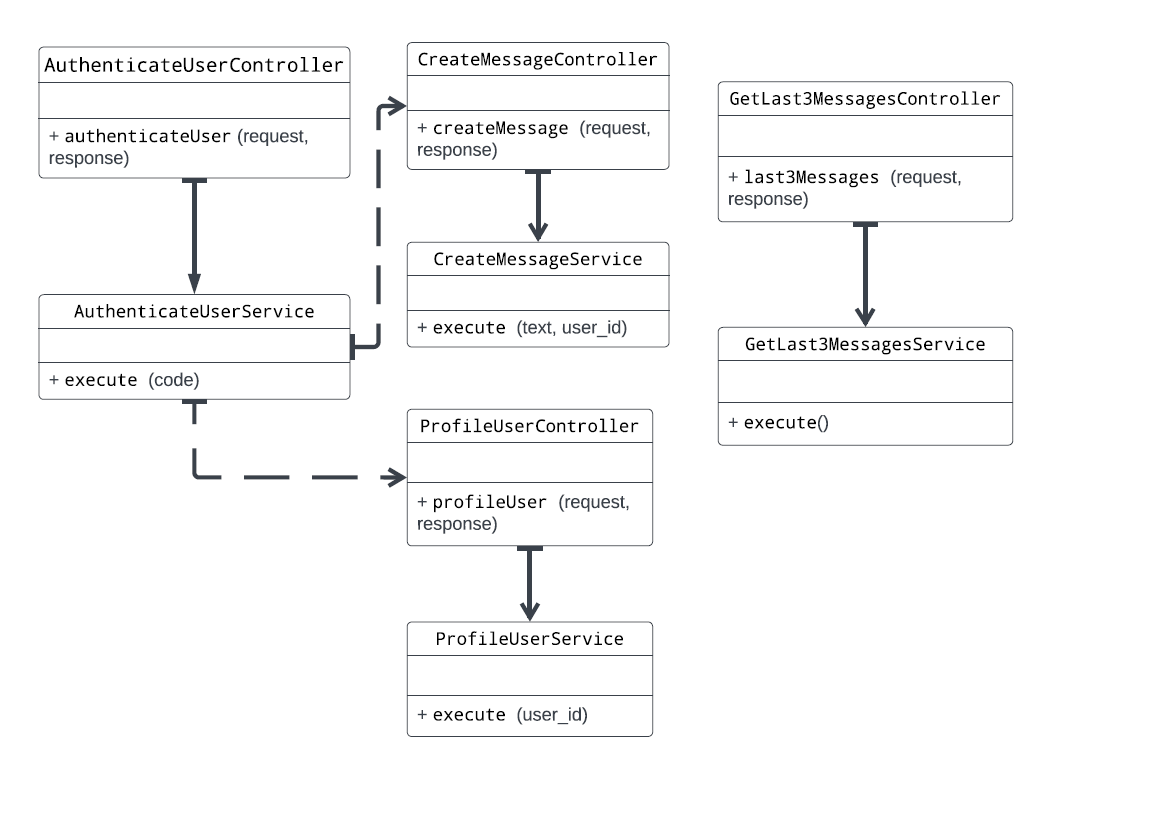 AuthenticateUserController
+ authenticateUser (request,
response)
AuthenticateUserService
+ execute (code)
CreateMessageController
+ createMessage (request,
response)
CreateMessageService
+ execute (text, user_id)
ProfileUserController
+ profileUser (request,
response)
ProfileUserService
+ execute (user_id)
GetLast3MessagesController
+ last3Messages (request,
response)
GetLast3MessagesService
+ execute()